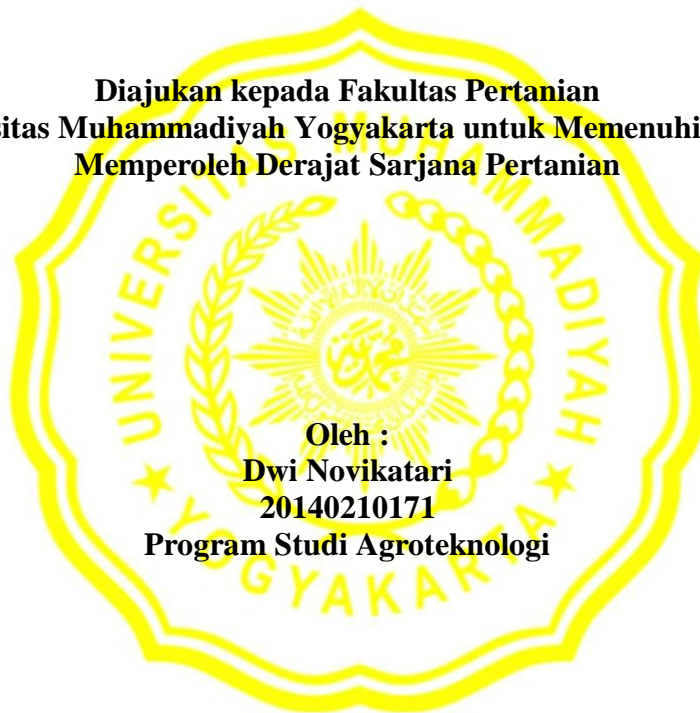 Diajukan kepada Fakultas Pertanian
sitas Muhammadiyah Yogyakarta untuk Memenuhi
Memperoleh Derajat Sarjana Pertanian
UNIVERSITAS MUHAMMADIYAH
Oleh :
Dwi Novikatari
20140210171
Program Studi Agroteknologi
YOGYAKARTA